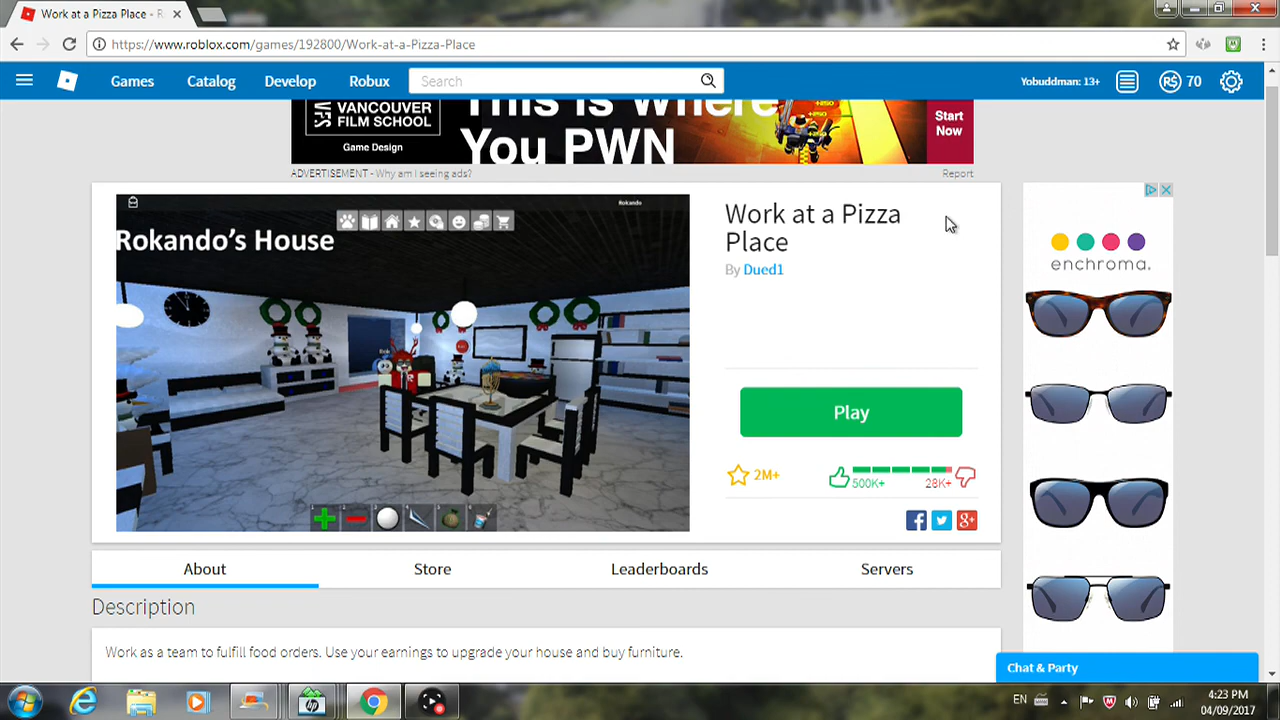 Work at a Pizza Place - R
https://www.roblox.com/games/192800/Work-at-a-Pizza-Place
Games
Catalog
Develop
Robux
Search
Yobuddman: 13+
R$ 70
VFS
VANCOUVER
FILM SCHOOL
Game Design
This is Where
You PWN
+250
Start
Now
ADVERTISEMENT - Why am I seeing ads?
Report
Rokando
Rokando's House
Work at a Pizza
Place
By Dued1
Play
2M+
500K+
28K+
enchroma.
About
Store
Leaderboards
Servers
Description
Work as a team to fulfill food orders. Use your earnings to upgrade your house and buy furniture.
Chat & Party
EN
4:23 PM
04/09/2017